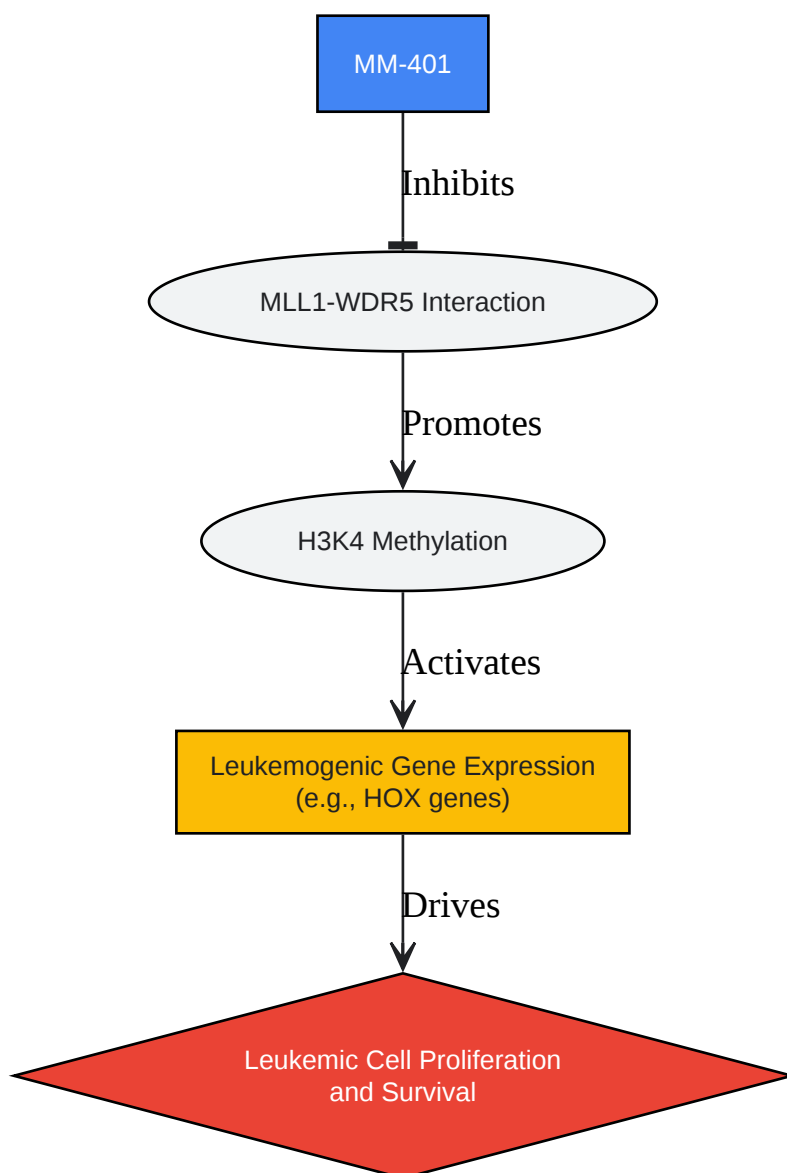 MM-401
Inhibits
MLL1-WDR5 Interaction
Promotes
H3K4 Methylation
Activates
Leukemogenic Gene Expression
(e.g., HOX genes)
Drives
Leukemic Cell Proliferation
and Survival